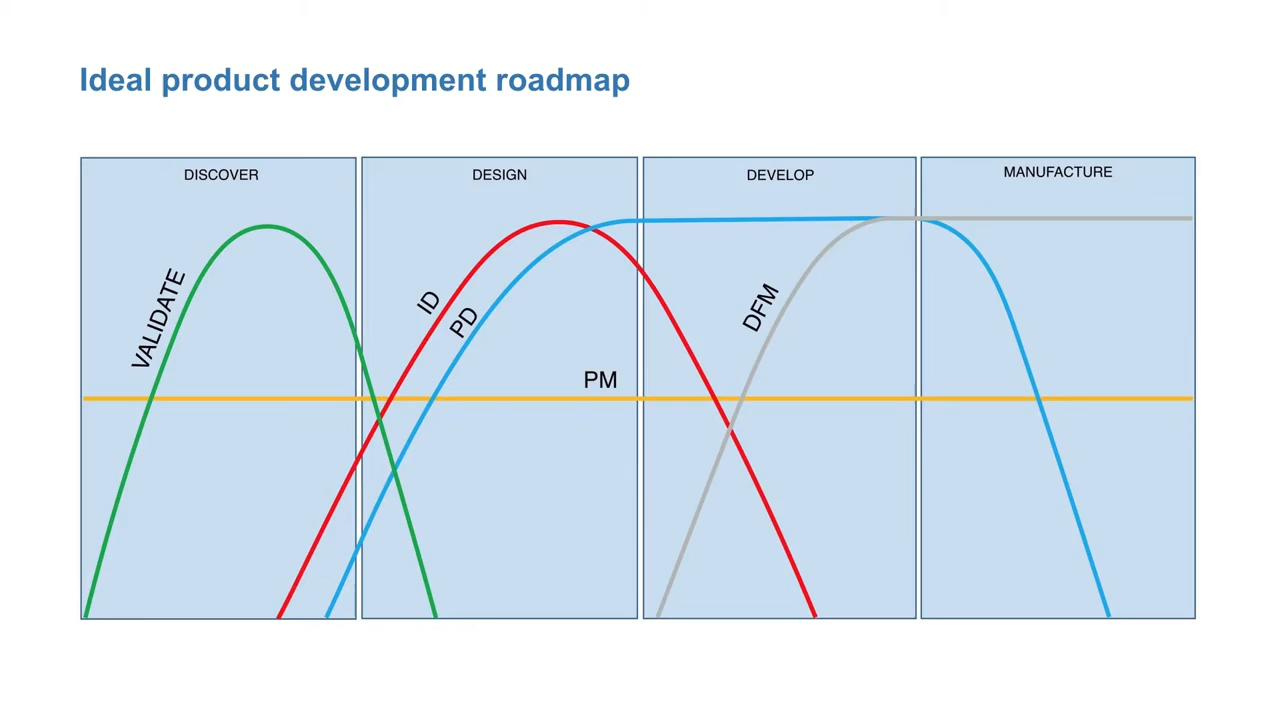 Ideal product development roadmap
DISCOVER
DESIGN
DEVELOP
MANUFACTURE
VALIDATE
ID
PD
DFM
PM